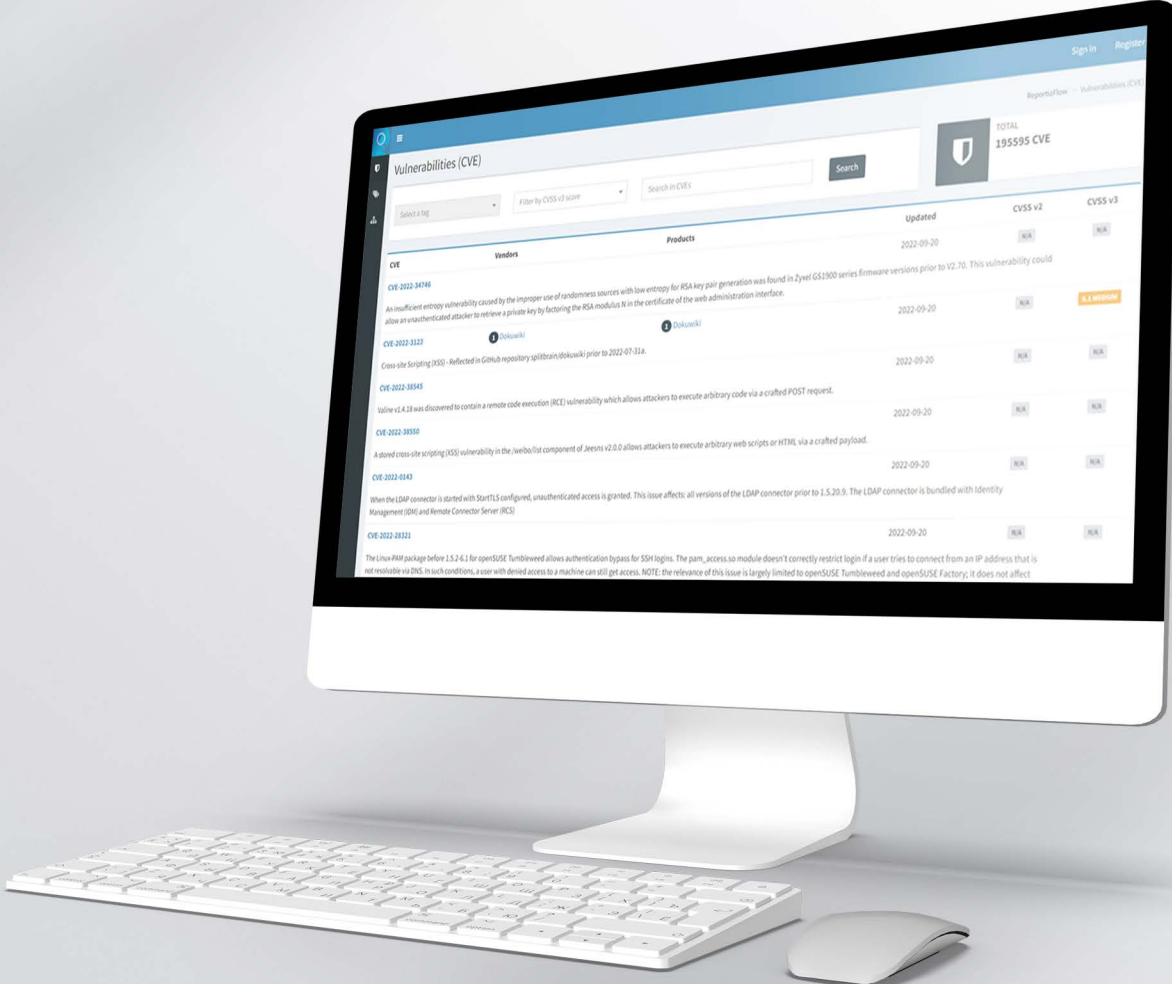 Sign in Register
ReportiaFlow Vulnerabilities (CVE)
Vulnerabilities (CVE)
TOTAL
195595 CVE
Select a tag
Filter by CVSS v3 score
Search in CVEs
Search
CVE Vendors Products Updated CVSS v2 CVSS v3
CVE-2022-34746 2022-09-20 N/A N/A
An insufficient entropy vulnerability caused by the improper use of randomness sources with low entropy for RSA key pair generation was found in Zyxel GS1900 series firmware versions prior to V2.70. This vulnerability could
allow an unauthenticated attacker to retrieve a private key by factoring the RSA modulus N in the certificate of the web administration interface.
CVE-2022-3123 1 Dokuwiki 1 Dokuwiki 2022-09-20 N/A MEDIUM
Cross-site Scripting (XSS) - Reflected in GitHub repository splitbrain/dokuwiki prior to 2022-07-31a.
CVE-2022-38545 2022-09-20 N/A N/A
Valine v1.4.18 was discovered to contain a remote code execution (RCE) vulnerability which allows attackers to execute arbitrary code via a crafted POST request.
CVE-2022-38550 2022-09-20 N/A N/A
A stored cross-site scripting (XSS) vulnerability in the /weibo/list component of Jeesns v2.0.0 allows attackers to execute arbitrary web scripts or HTML via a crafted payload.
CVE-2022-0143 2022-09-20 N/A N/A
When the LDAP connector is started with StartTLS configured, unauthenticated access is granted. This issue affects: all versions of the LDAP connector prior to 1.5.20.9. The LDAP connector is bundled with Identity
Management (IDM) and Remote Connector Server (RCS)
CVE-2022-28321 2022-09-20 N/A N/A
The Linux-PAM package before 1.5.2-6.1 for openSUSE Tumbleweed allows authentication bypass for SSH logins. The pam_access.so module doesn't correctly restrict login if a user tries to connect from an IP address that is
not resolvable via DNS. In such conditions, a user with denied access to a machine can still get access. NOTE: the relevance of this issue is largely limited to openSUSE Tumbleweed and openSUSE Factory; it does not affect